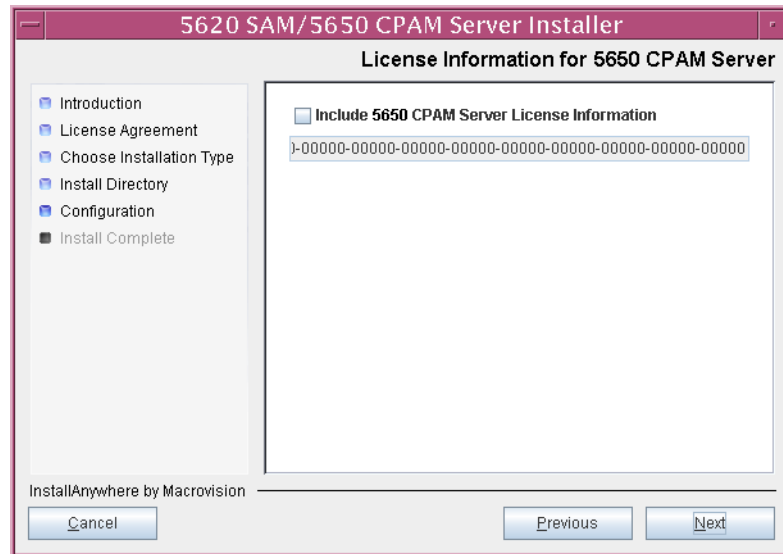 5620 SAM/5650 CPAM Server Installer
License Information for 5650 CPAM Server
Introduction
License Agreement
Choose Installation Type
Install Directory
Configuration
Install Complete
Include 5650 CPAM Server License Information
)-00000-00000-00000-00000-00000-00000-00000-00000-00000
InstallAnywhere by Macrovision
Cancel
Previous
Next